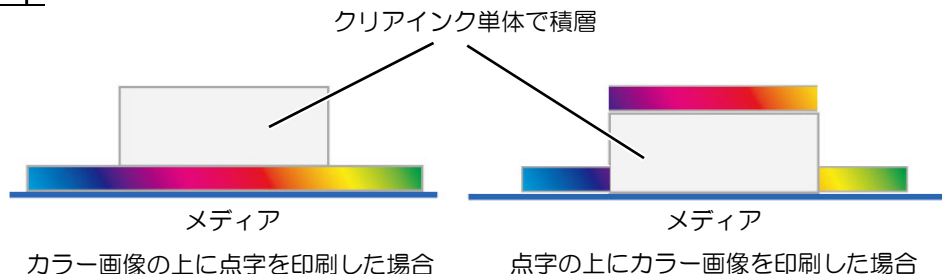 クリアインク単体で積層
メディア
メディア
カラー画像の上に点字を印刷した場合
点字の上にカラー画像を印刷した場合